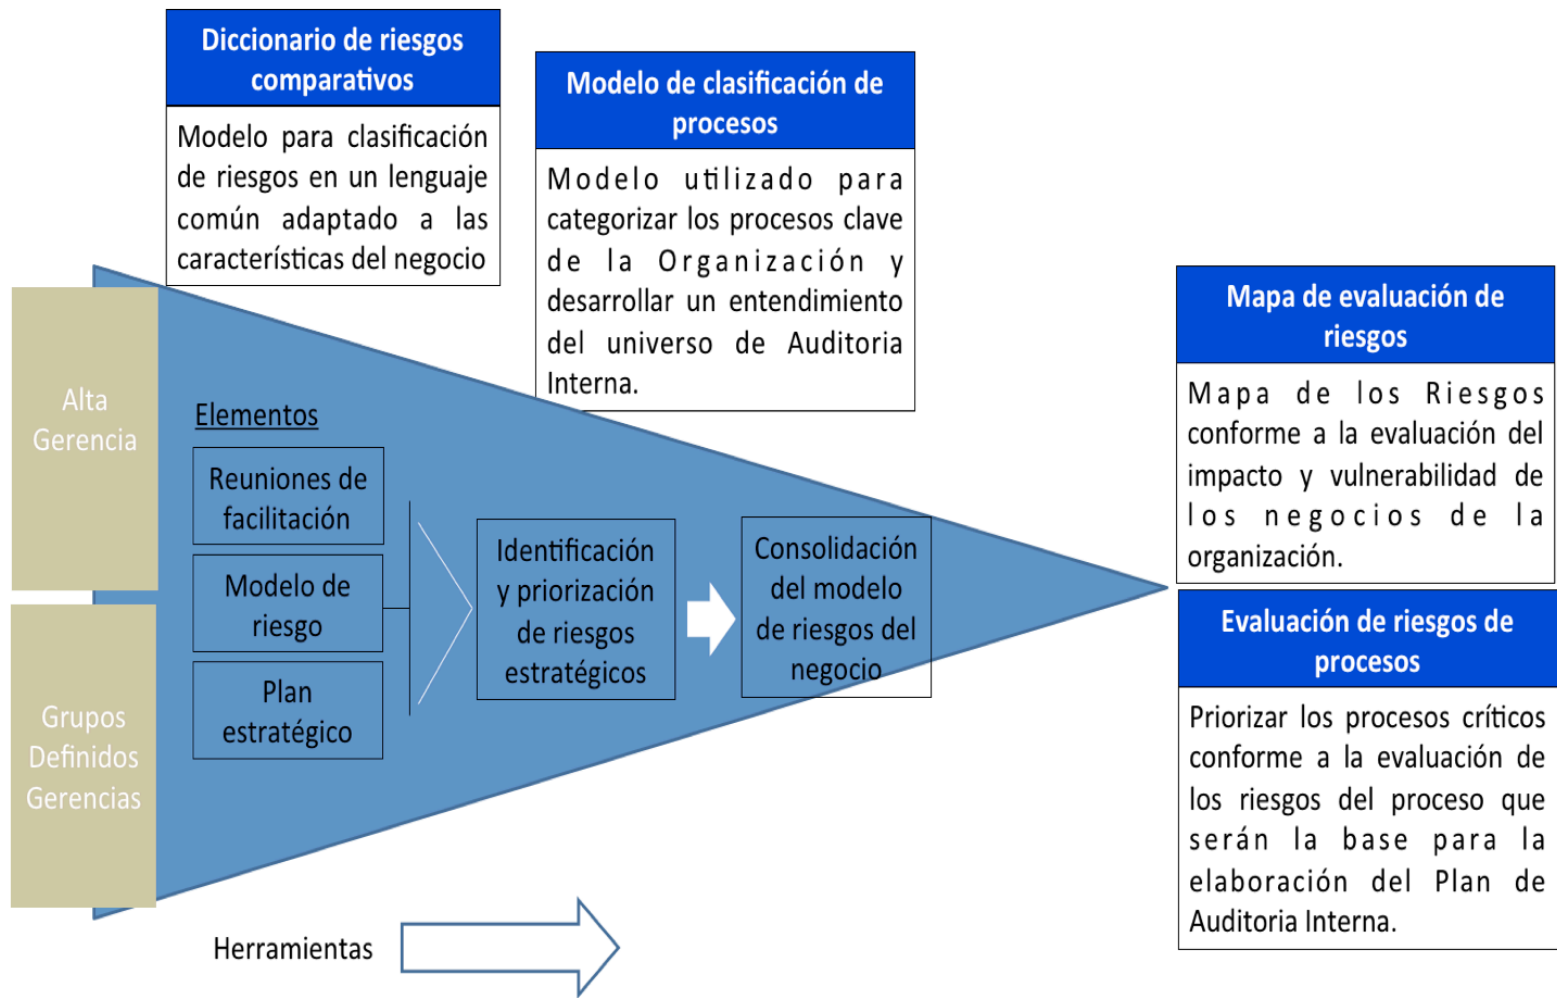 Diccionario de riesgos
comparativos
Modelo para clasificación
de riesgos en un lenguaje
común adaptado a las
características del negocio
Modelo de clasificación de
procesos
Modelo utilizado para
categorizar los procesos clave
de la Organización y
desarrollar un entendimiento
del universo de Auditoria
Interna.
Mapa de evaluación de
riesgos
Mapa de los Riesgos
conforme a la evaluación del
impacto y vulnerabilidad de
los negocios de la
organización.
Evaluación de riesgos de
procesos
Priorizar los procesos críticos
conforme a la evaluación de
los riesgos del proceso que
serán la base para la
elaboración del Plan de
Auditoria Interna.
Alta
Gerencia
Grupos
Definidos
Gerencias
Elementos
Reuniones de
facilitación
Modelo de
riesgo
Plan
estratégico
Identificación
y priorización
de riesgos
estratégicos
Consolidación
del modelo
de riesgos del
negocio
Herramientas